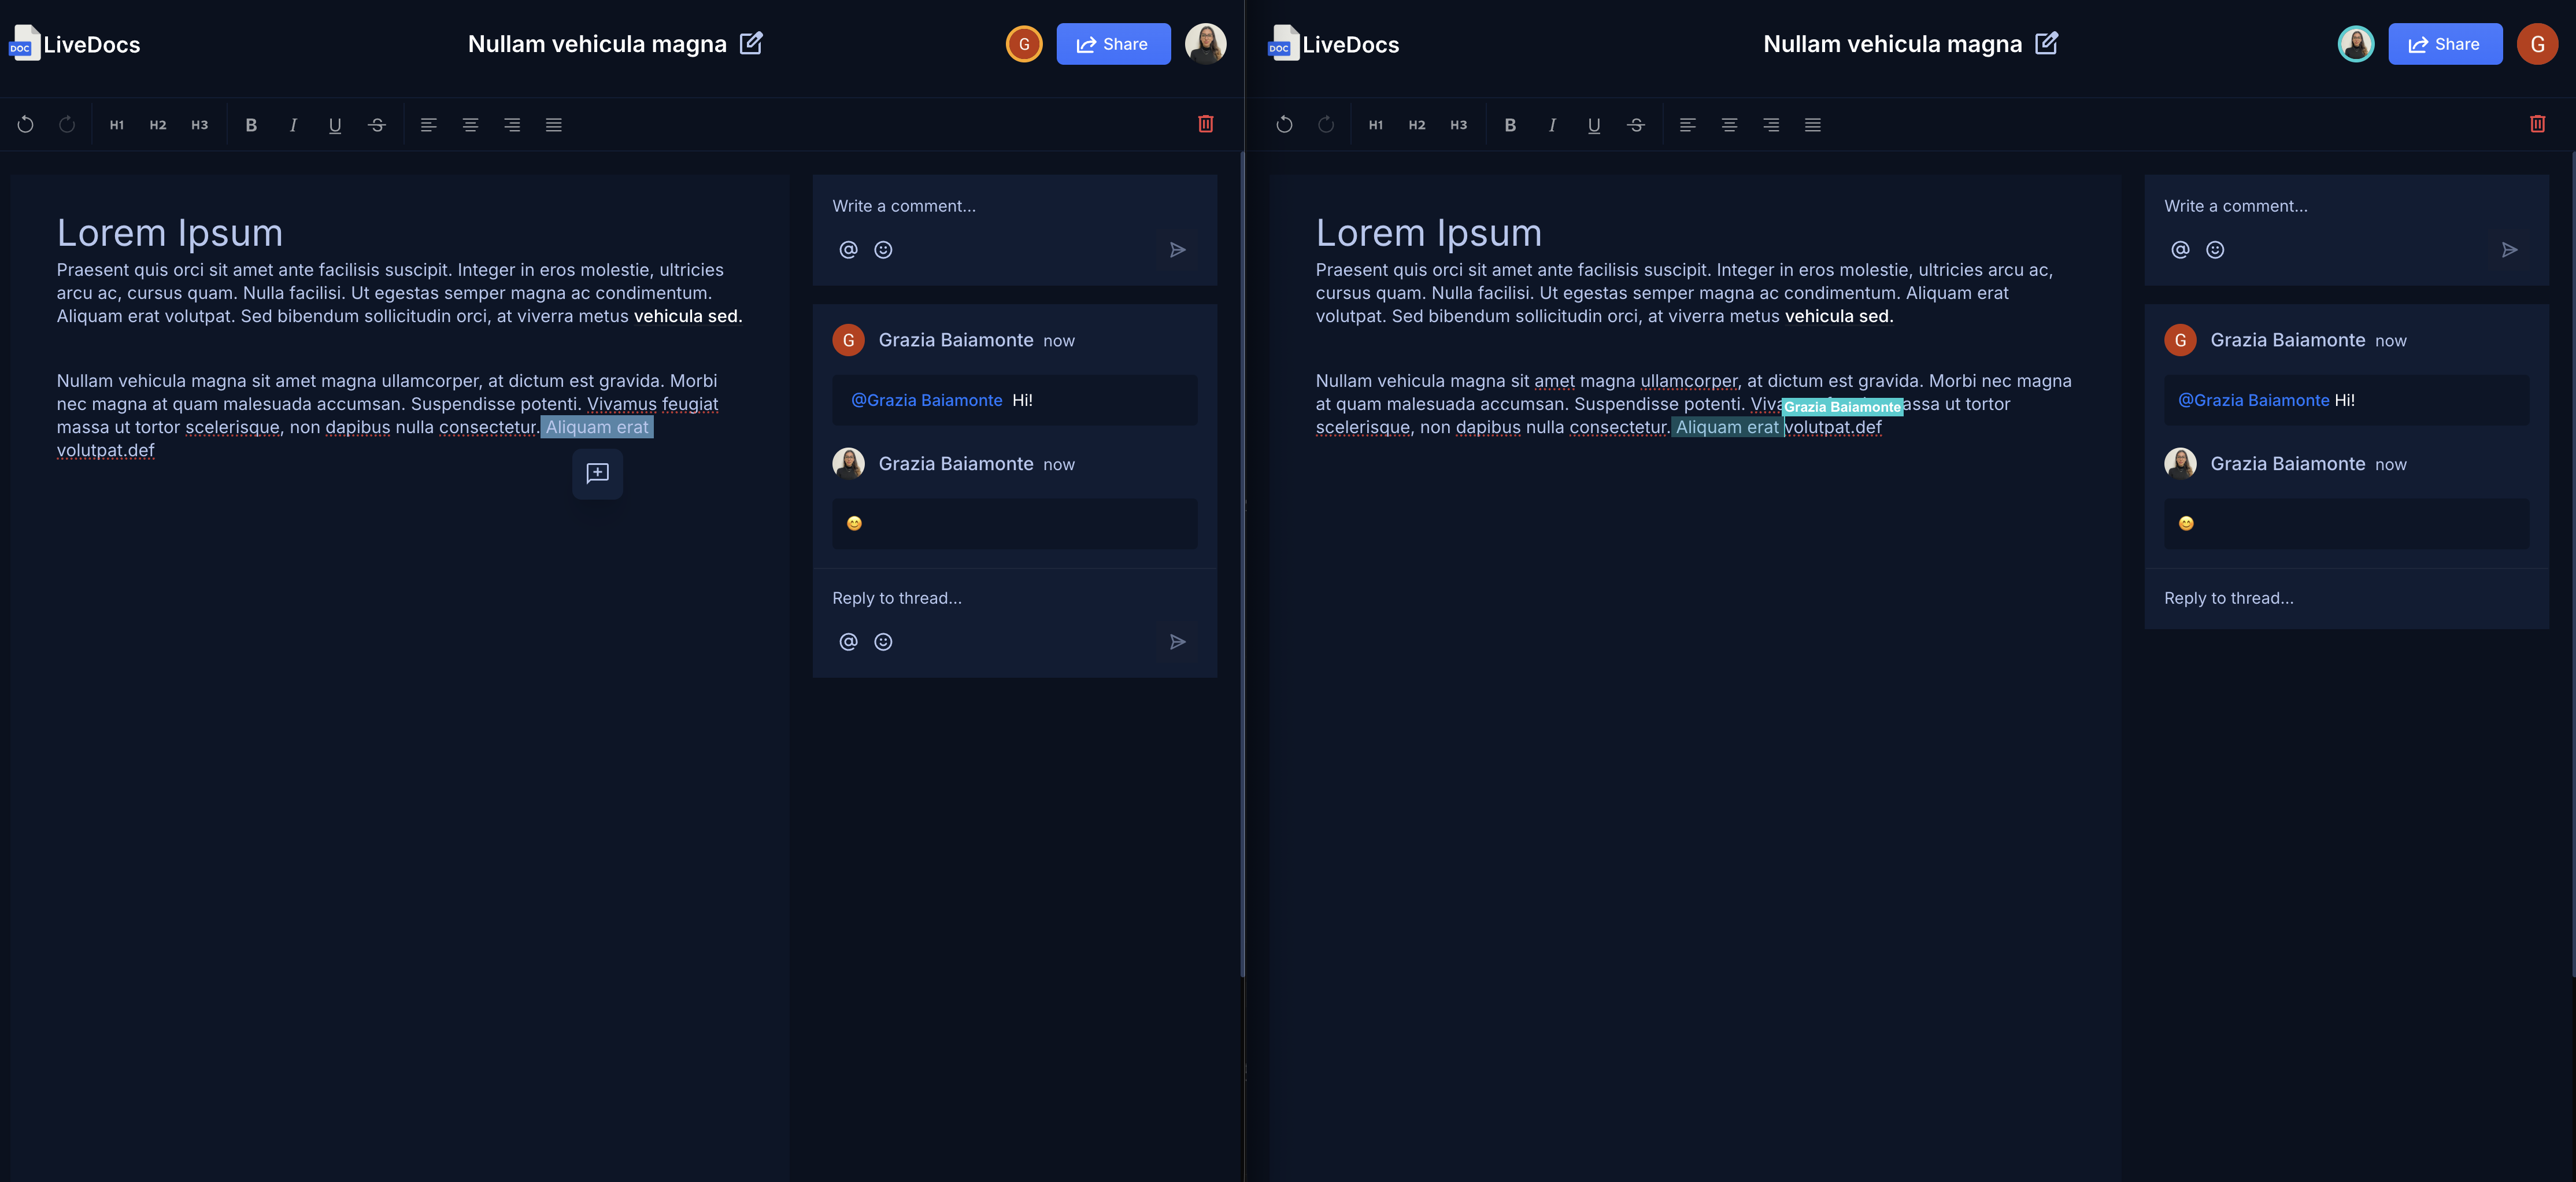 DOC LiveDocs
Nullam vehicula magna
G
Share
H1 H2 H3 B I U S
Lorem Ipsum
Praesent quis orci sit amet ante facilisis suscipit. Integer in eros molestie, ultricies
arcu ac, cursus quam. Nulla facilisi. Ut egestas semper magna ac condimentum.
Aliquam erat volutpat. Sed bibendum sollicitudin orci, at viverra metus vehicula sed.
Nullam vehicula magna sit amet magna ullamcorper, at dictum est gravida. Morbi
nec magna at quam malesuada accumsan. Suspendisse potenti. Vivamus feugiat
massa ut tortor scelerisque, non dapibus nulla consectetur. Aliquam erat
volutpat.def
Write a comment...
@
G Grazia Baiamonte now
@Grazia Baiamonte Hi!
Grazia Baiamonte now
😊
Reply to thread...
@
DOC LiveDocs
Nullam vehicula magna
Share
G
H1 H2 H3 B I U S
Lorem Ipsum
Praesent quis orci sit amet ante facilisis suscipit. Integer in eros molestie, ultricies arcu ac,
cursus quam. Nulla facilisi. Ut egestas semper magna ac condimentum. Aliquam erat
volutpat. Sed bibendum sollicitudin orci, at viverra metus vehicula sed.
Nullam vehicula magna sit amet magna ullamcorper, at dictum est gravida. Morbi nec magna
at quam malesuada accumsan. Suspendisse potenti. ut tortor
Grazia Baiamonte
scelerisque, non dapibus nulla consectetur. Aliquam erat volutpat.def
Write a comment...
@
G Grazia Baiamonte now
@Grazia Baiamonte Hi!
Grazia Baiamonte now
😊
Reply to thread...